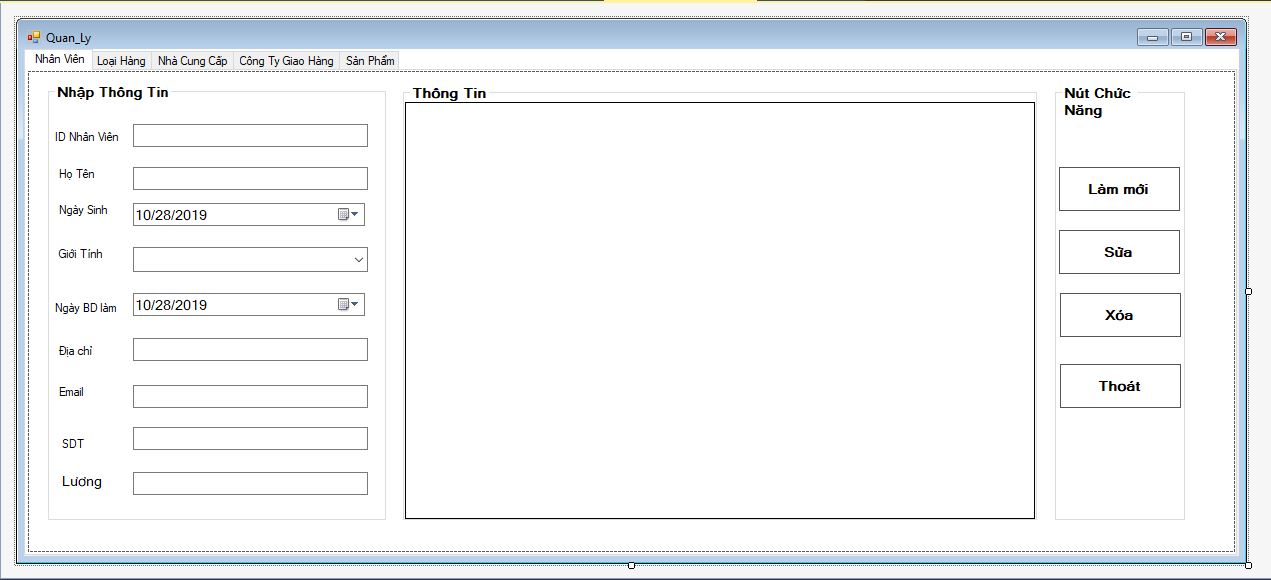 Quan_Ly
Nhân Viên Loại Hàng Nhà Cung Cấp Công Ty Giao Hàng Sản Phẩm
Nhập Thông Tin
ID Nhân Viên
Họ Tên
Ngày Sinh 10/28/2019
Giới Tính
Ngày BD làm 10/28/2019
Địa chỉ
Email
SDT
Lương
Thông Tin
Nút Chức
Năng
Làm mới
Sửa
Xóa
Thoát